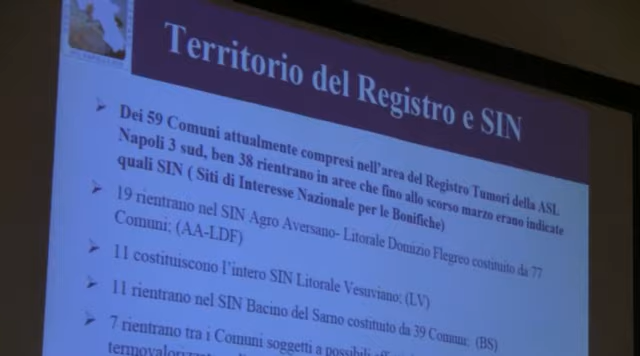 Territorio del Registro e SIN
Dei 59 Comuni attualmente compresi nell'area del Registro Tumori della ASL
Napoli 3 sud, ben 38 rientrano in aree che fino allo scorso marzo erano indicate
quali SIN ( Siti di Interesse Nazionale per le Bonifiche)
19 rientrano nel SIN Agro Aversano- Litorale Domizio Flegreo costituito da 77
Comuni; (AA-LDF)
11 costituiscono l'intero SIN Litorale Vesuviano; (LV)
11 rientrano nel SIN Bacino del Sarno costituito da 39 Comuni; (BS)
7 rientrano tra i Comuni soggetti a possibili